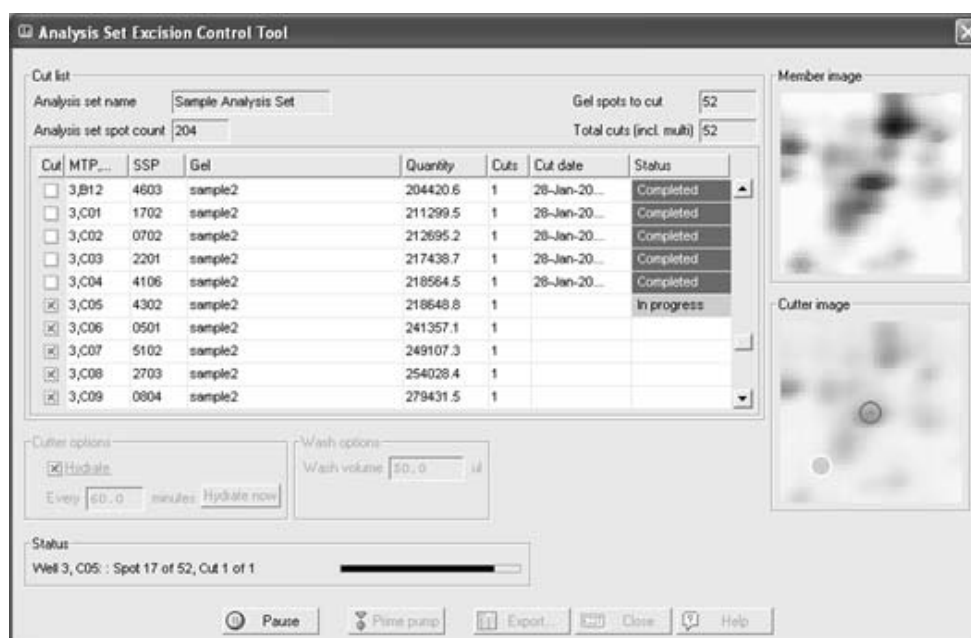 Analysis Set Excision Control Tool
Cut list
Analysis set name Sample Analysis Set Gel spots to cut 52
Analysis set spot count 204 Total cuts (incl. multi) 52
Cut MTP,... SSP Gel Quantity Cuts Cut date Status
3,B12 4603 sample2 204420.6 1 28-Jan-20... Completed
3,C01 1702 sample2 211299.5 1 28-Jan-20... Completed
3,C02 0702 sample2 212695.2 1 28-Jan-20... Completed
3,C03 2201 sample2 217438.7 1 28-Jan-20... Completed
3,C04 4106 sample2 218564.5 1 28-Jan-20... Completed
3,C05 4302 sample2 218648.8 1 In progress
3,C06 0501 sample2 241357.1 1
3,C07 5102 sample2 249107.3 1
3,C08 2703 sample2 254028.4 1
3,C09 0804 sample2 279431.5 1
Member image
Cutter image
Cutter options
Hydrate
Every 60.0 minutes Hydrate now
Wash options
Wash volume 50.0 ul
Status
Well 3, C05: : Spot 17 of 52, Cut 1 of 1
Pause Prime pump Export... Close Help